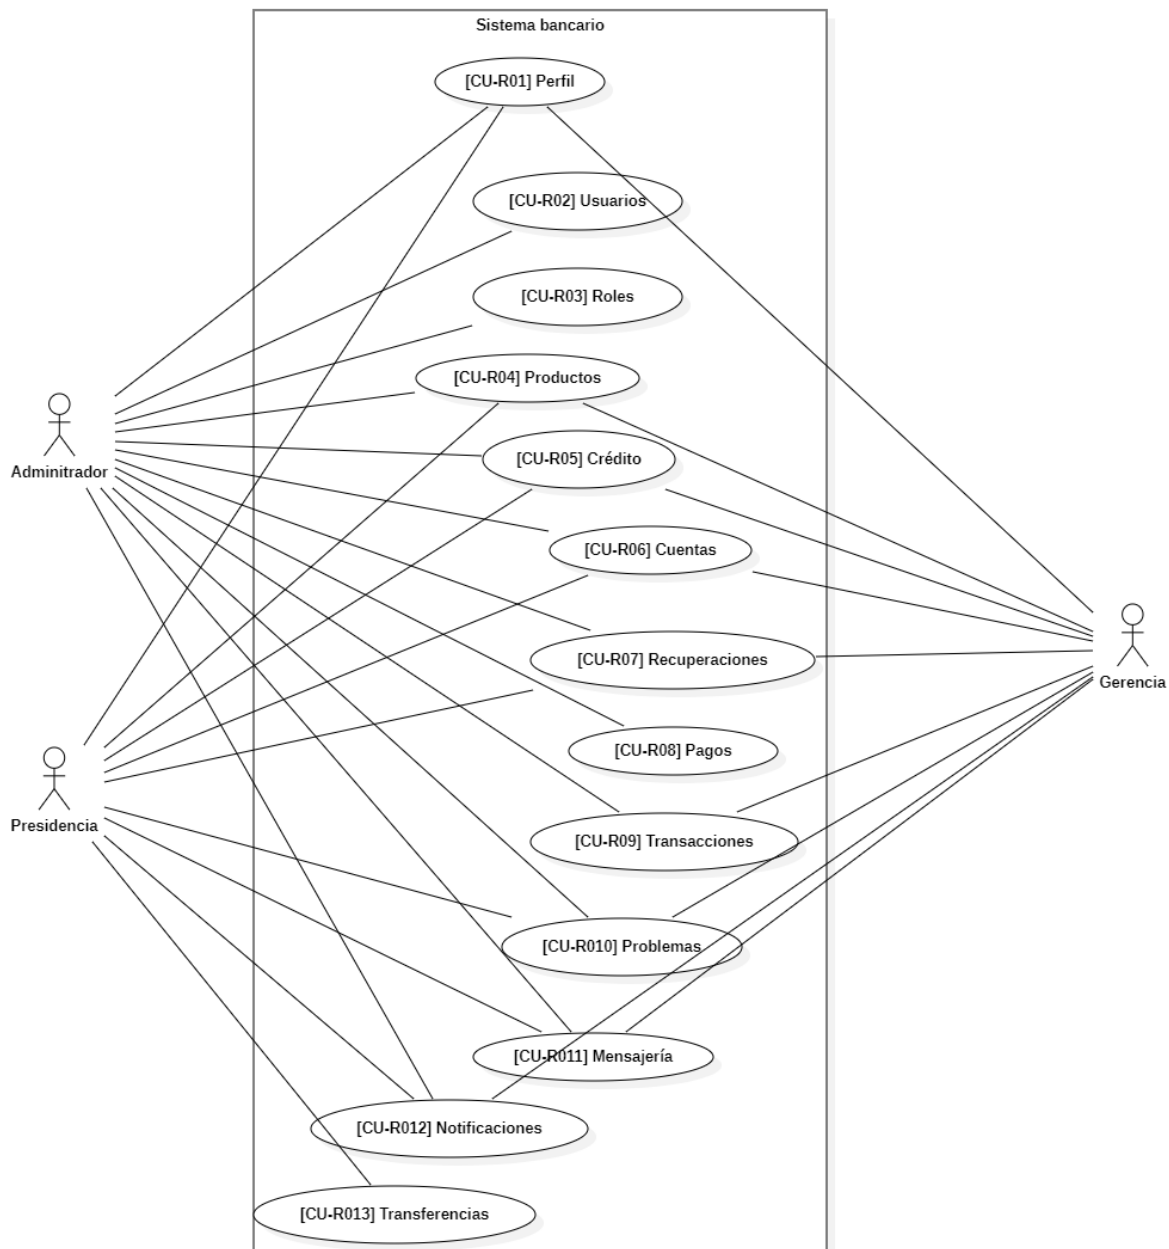 Sistema bancario
[CU-R01] Perfil
[CU-R02] Usuarios
[CU-R03] Roles
[CU-R04] Productos
Adminitrador
[CU-R05] Crédito
[CU-R06] Cuentas
[CU-R07] Recuperaciones
Gerencia
[CU-R08] Pagos
Presidencia
[CU-R09] Transacciones
[CU-R010] Problemas
[CU-R011] Mensajería
[CU-R012] Notificaciones
[CU-R013] Transferencias